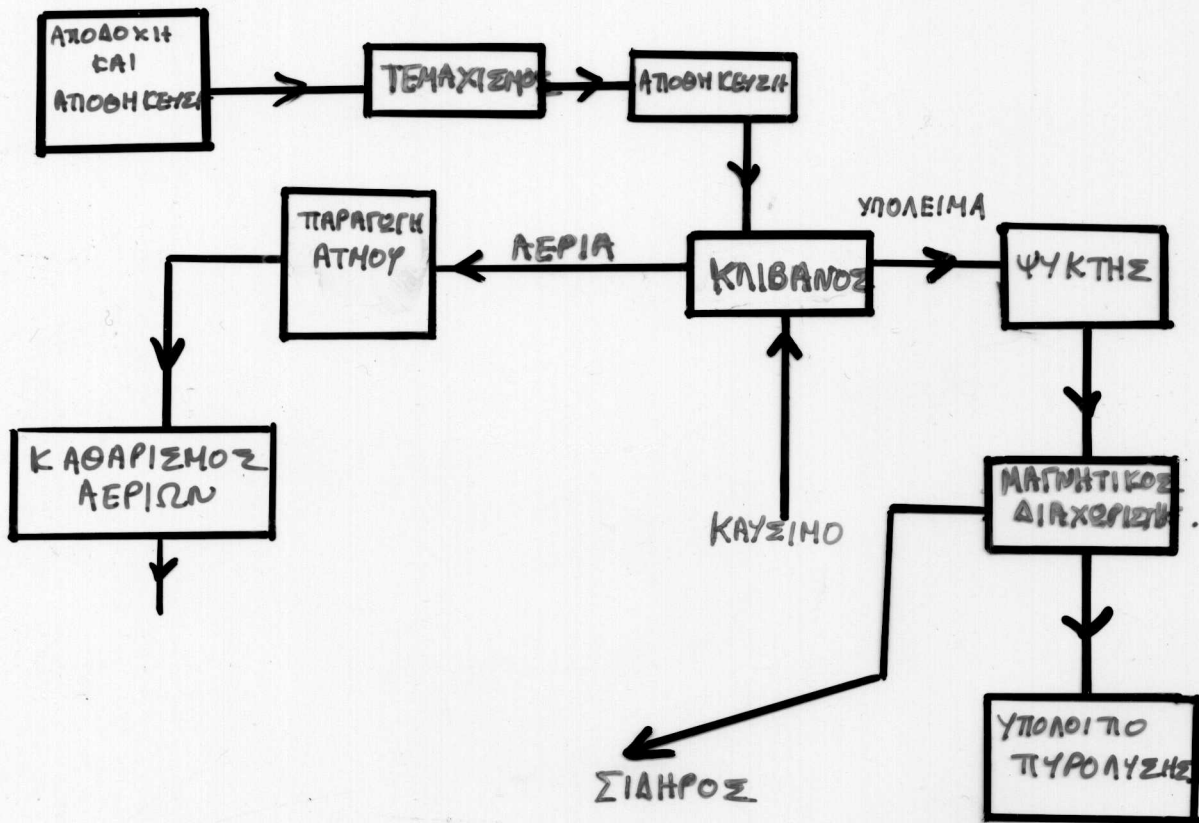 ΑΠΟΔΟΧΗ
ΚΑΙ
ΑΠΟΘΗΚΕΥΣΗ
ΤΕΜΑΧΙΣΜΟΣ
ΑΠΟΘΗΚΕΥΣΗ
ΠΑΡΑΓΩΓΗ
ΑΤΜΟΥ
ΑΕΡΙΑ
ΚΛΙΒΑΝΟΣ
ΥΠΟΛΕΙΜΑ
ΨΥΚΤΗΣ
ΚΑΘΑΡΙΣΜΟΣ
ΑΕΡΙΩΝ
ΚΑΥΣΙΜΟ
ΜΑΓΝΗΤΙΚΟΣ
ΔΙΑΧΩΡΙΣΤΗΣ
ΣΙΔΗΡΟΣ
ΥΠΟΛΟΙΠΟ
ΠΥΡΟΛΥΣΗΣ